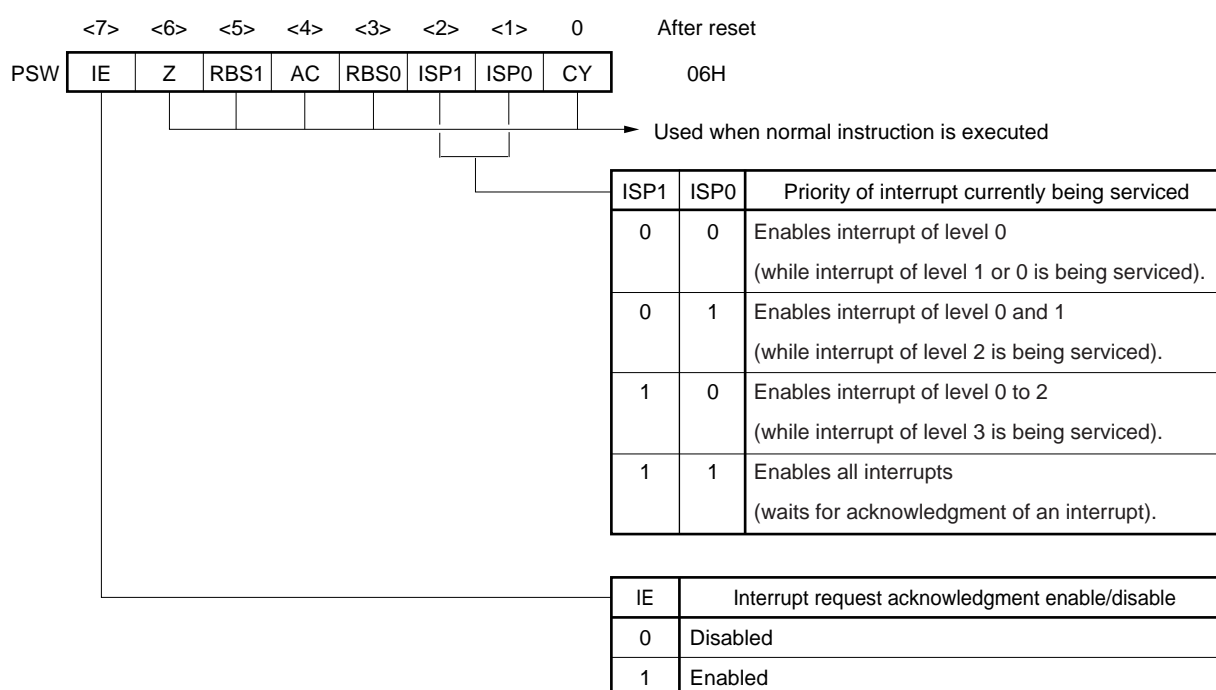 <7> <6> <5> <4> <3> <2> <1> 0 After reset
PSW IE Z RBS1 AC RBS0 ISP1 ISP0 CY 06H
Used when normal instruction is executed
ISP1 ISP0 Priority of interrupt currently being serviced
0 0 Enables interrupt of level 0
(while interrupt of level 1 or 0 is being serviced).
0 1 Enables interrupt of level 0 and 1
(while interrupt of level 2 is being serviced).
1 0 Enables interrupt of level 0 to 2
(while interrupt of level 3 is being serviced).
1 1 Enables all interrupts
(waits for acknowledgment of an interrupt).
IE Interrupt request acknowledgment enable/disable
0 Disabled
1 Enabled